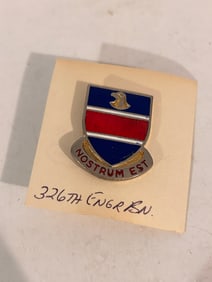 NOSTRUM EST
326TH ENGR BN.